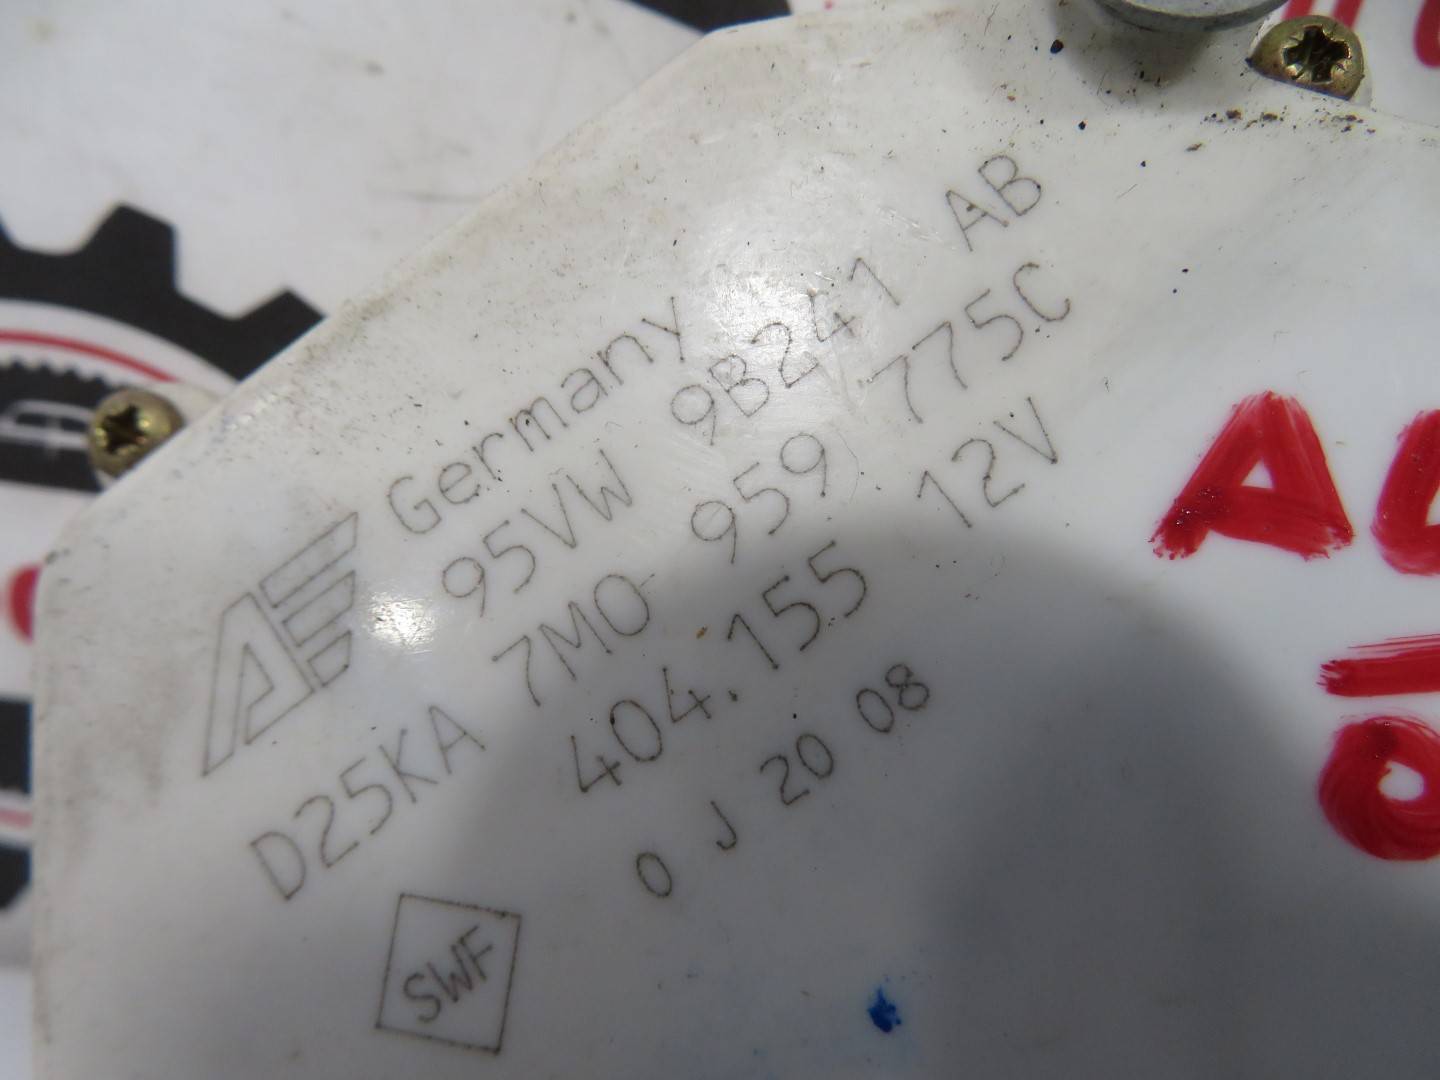 Germany
95VW 9B241 AB
D25KA 7M0 959 775C
404.155 12V
0 J 20 08
SWF